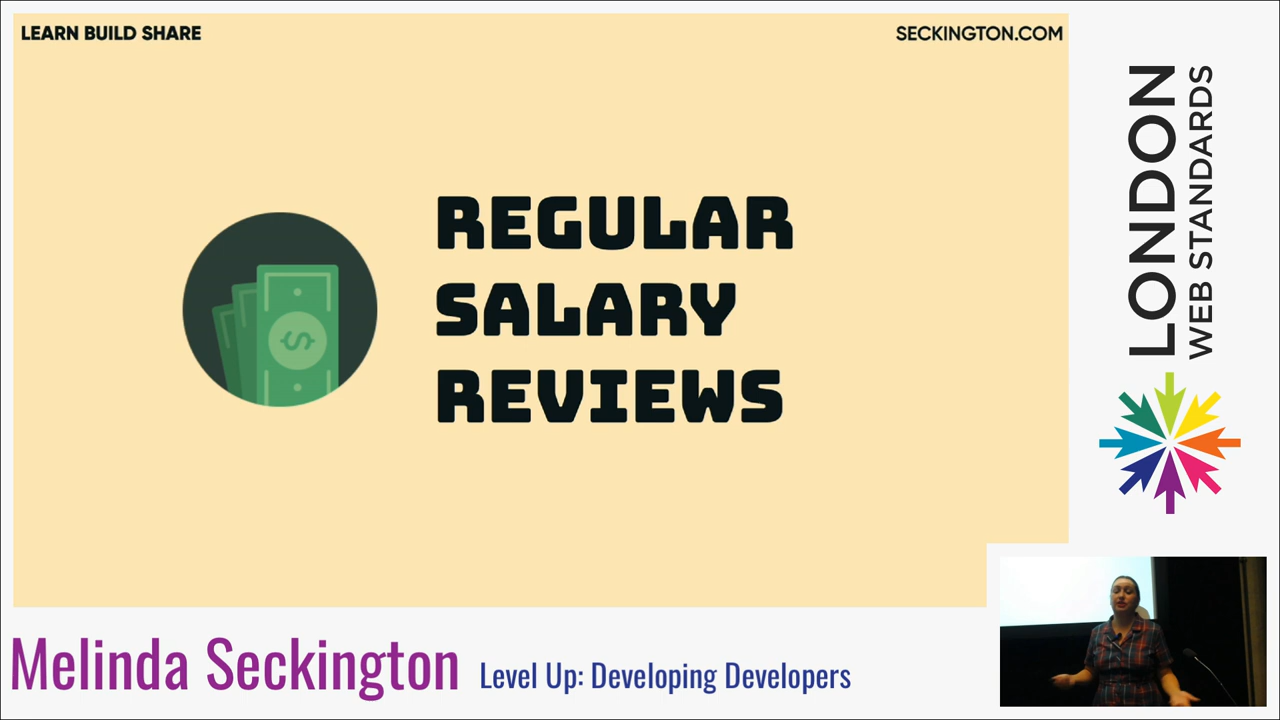 LEARN BUILD SHARE
SECKINGTON.COM
REGULAR
SALARY
REVIEWS
LONDON
WEB STANDARDS
Melinda Seckington
Level Up: Developing Developers